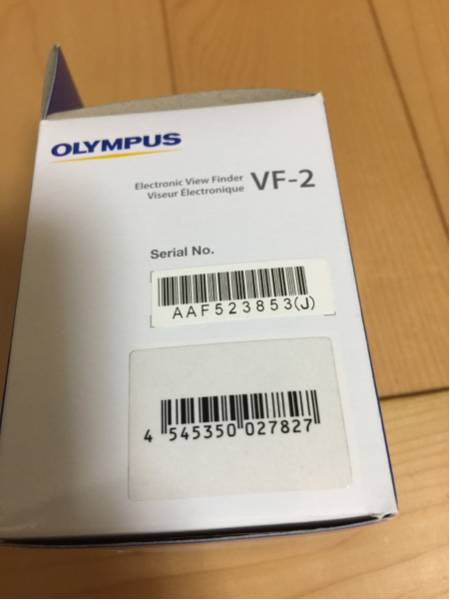 OLYMPUS
Electronic View Finder
Viseur Électronique
VF-2
Serial No.
AAF523853(J)
4 545350 027827